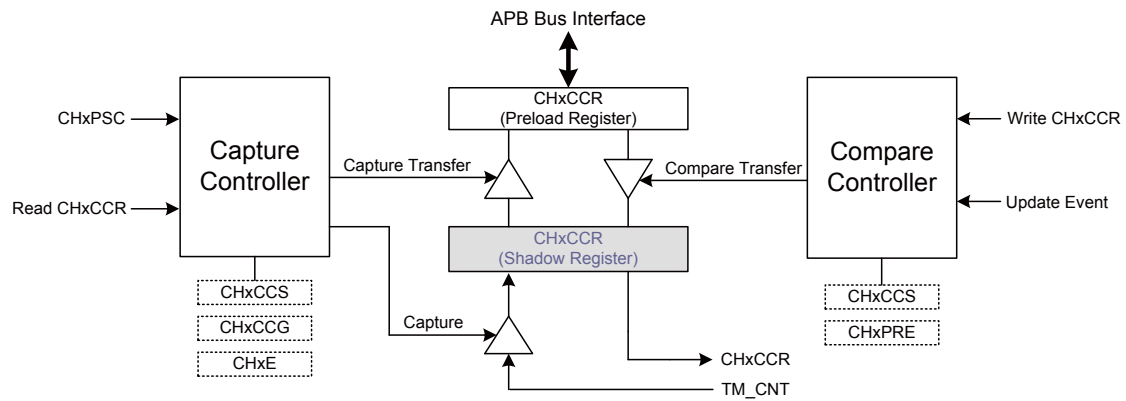 APB Bus Interface
CHxCCR
(Preload Register)
CHxPSC
Capture
Controller
Read CHxCCR
Capture Transfer
Compare Transfer
Compare
Controller
Write CHxCCR
Update Event
CHxCCR
(Shadow Register)
CHxCCS
CHxCCG
CHxE
Capture
CHxCCS
CHxPRE
CHxCCR
TM_CNT